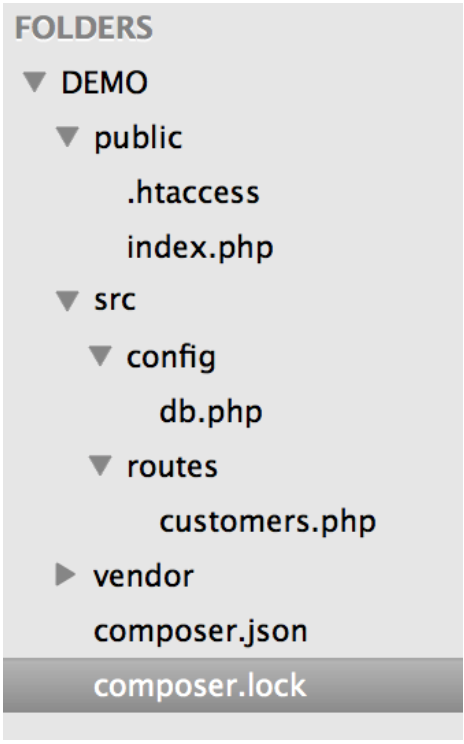 FOLDERS
DEMO
public
.htaccess
index.php
src
config
db.php
routes
customers.php
vendor
composer.json
composer.lock